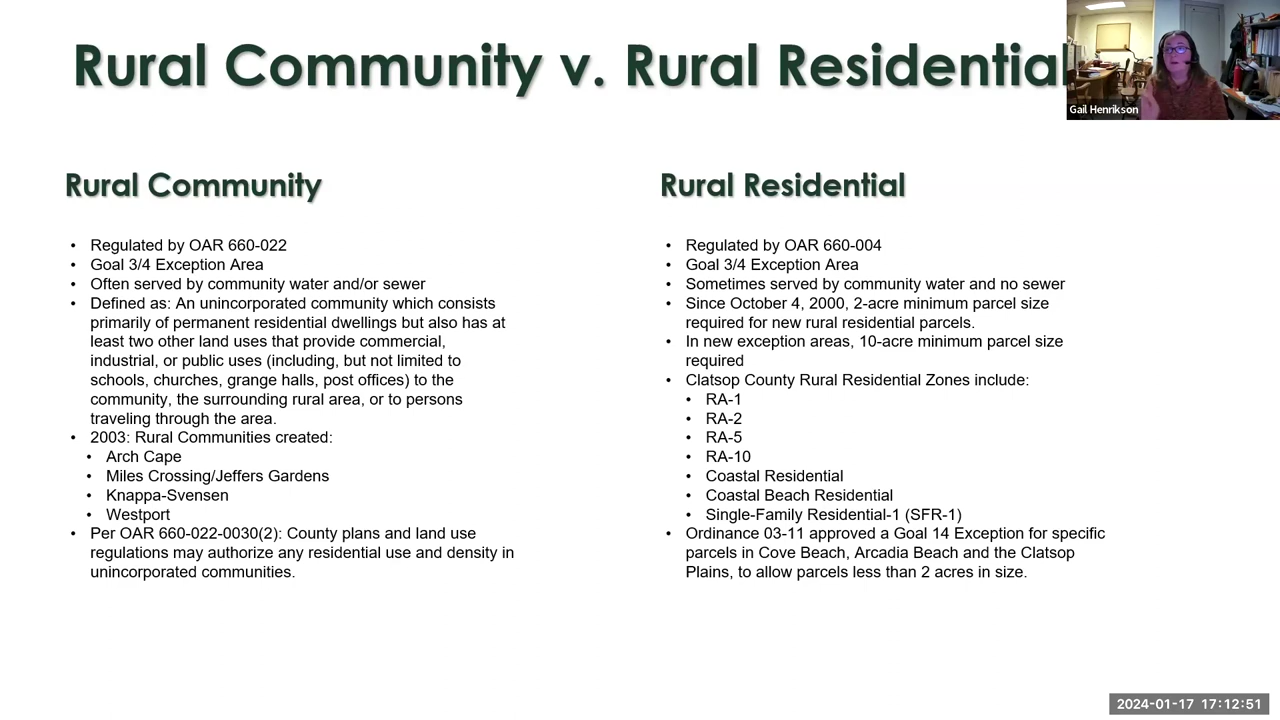 Rural Community v. Rural Residential
Gail Henrikson
Rural Community
• Regulated by OAR 660-022
• Goal 3/4 Exception Area
• Often served by community water and/or sewer
• Defined as: An unincorporated community which consists
primarily of permanent residential dwellings but also has at
least two other land uses that provide commercial,
industrial, or public uses (including, but not limited to
schools, churches, grange halls, post offices) to the
community, the surrounding rural area, or to persons
traveling through the area.
• 2003: Rural Communities created:
• Arch Cape
• Miles Crossing/Jeffers Gardens
• Knappa-Svensen
• Westport
• Per OAR 660-022-0030(2): County plans and land use
regulations may authorize any residential use and density in
unincorporated communities.
Rural Residential
• Regulated by OAR 660-004
• Goal 3/4 Exception Area
• Sometimes served by community water and no sewer
• Since October 4, 2000, 2-acre minimum parcel size
required for new rural residential parcels.
• In new exception areas, 10-acre minimum parcel size
required
• Clatsop County Rural Residential Zones include:
• RA-1
• RA-2
• RA-5
• RA-10
• Coastal Residential
• Coastal Beach Residential
• Single-Family Residential-1 (SFR-1)
• Ordinance 03-11 approved a Goal 14 Exception for specific
parcels in Cove Beach, Arcadia Beach and the Clatsop
Plains, to allow parcels less than 2 acres in size.
2024-01-17 17:12:51